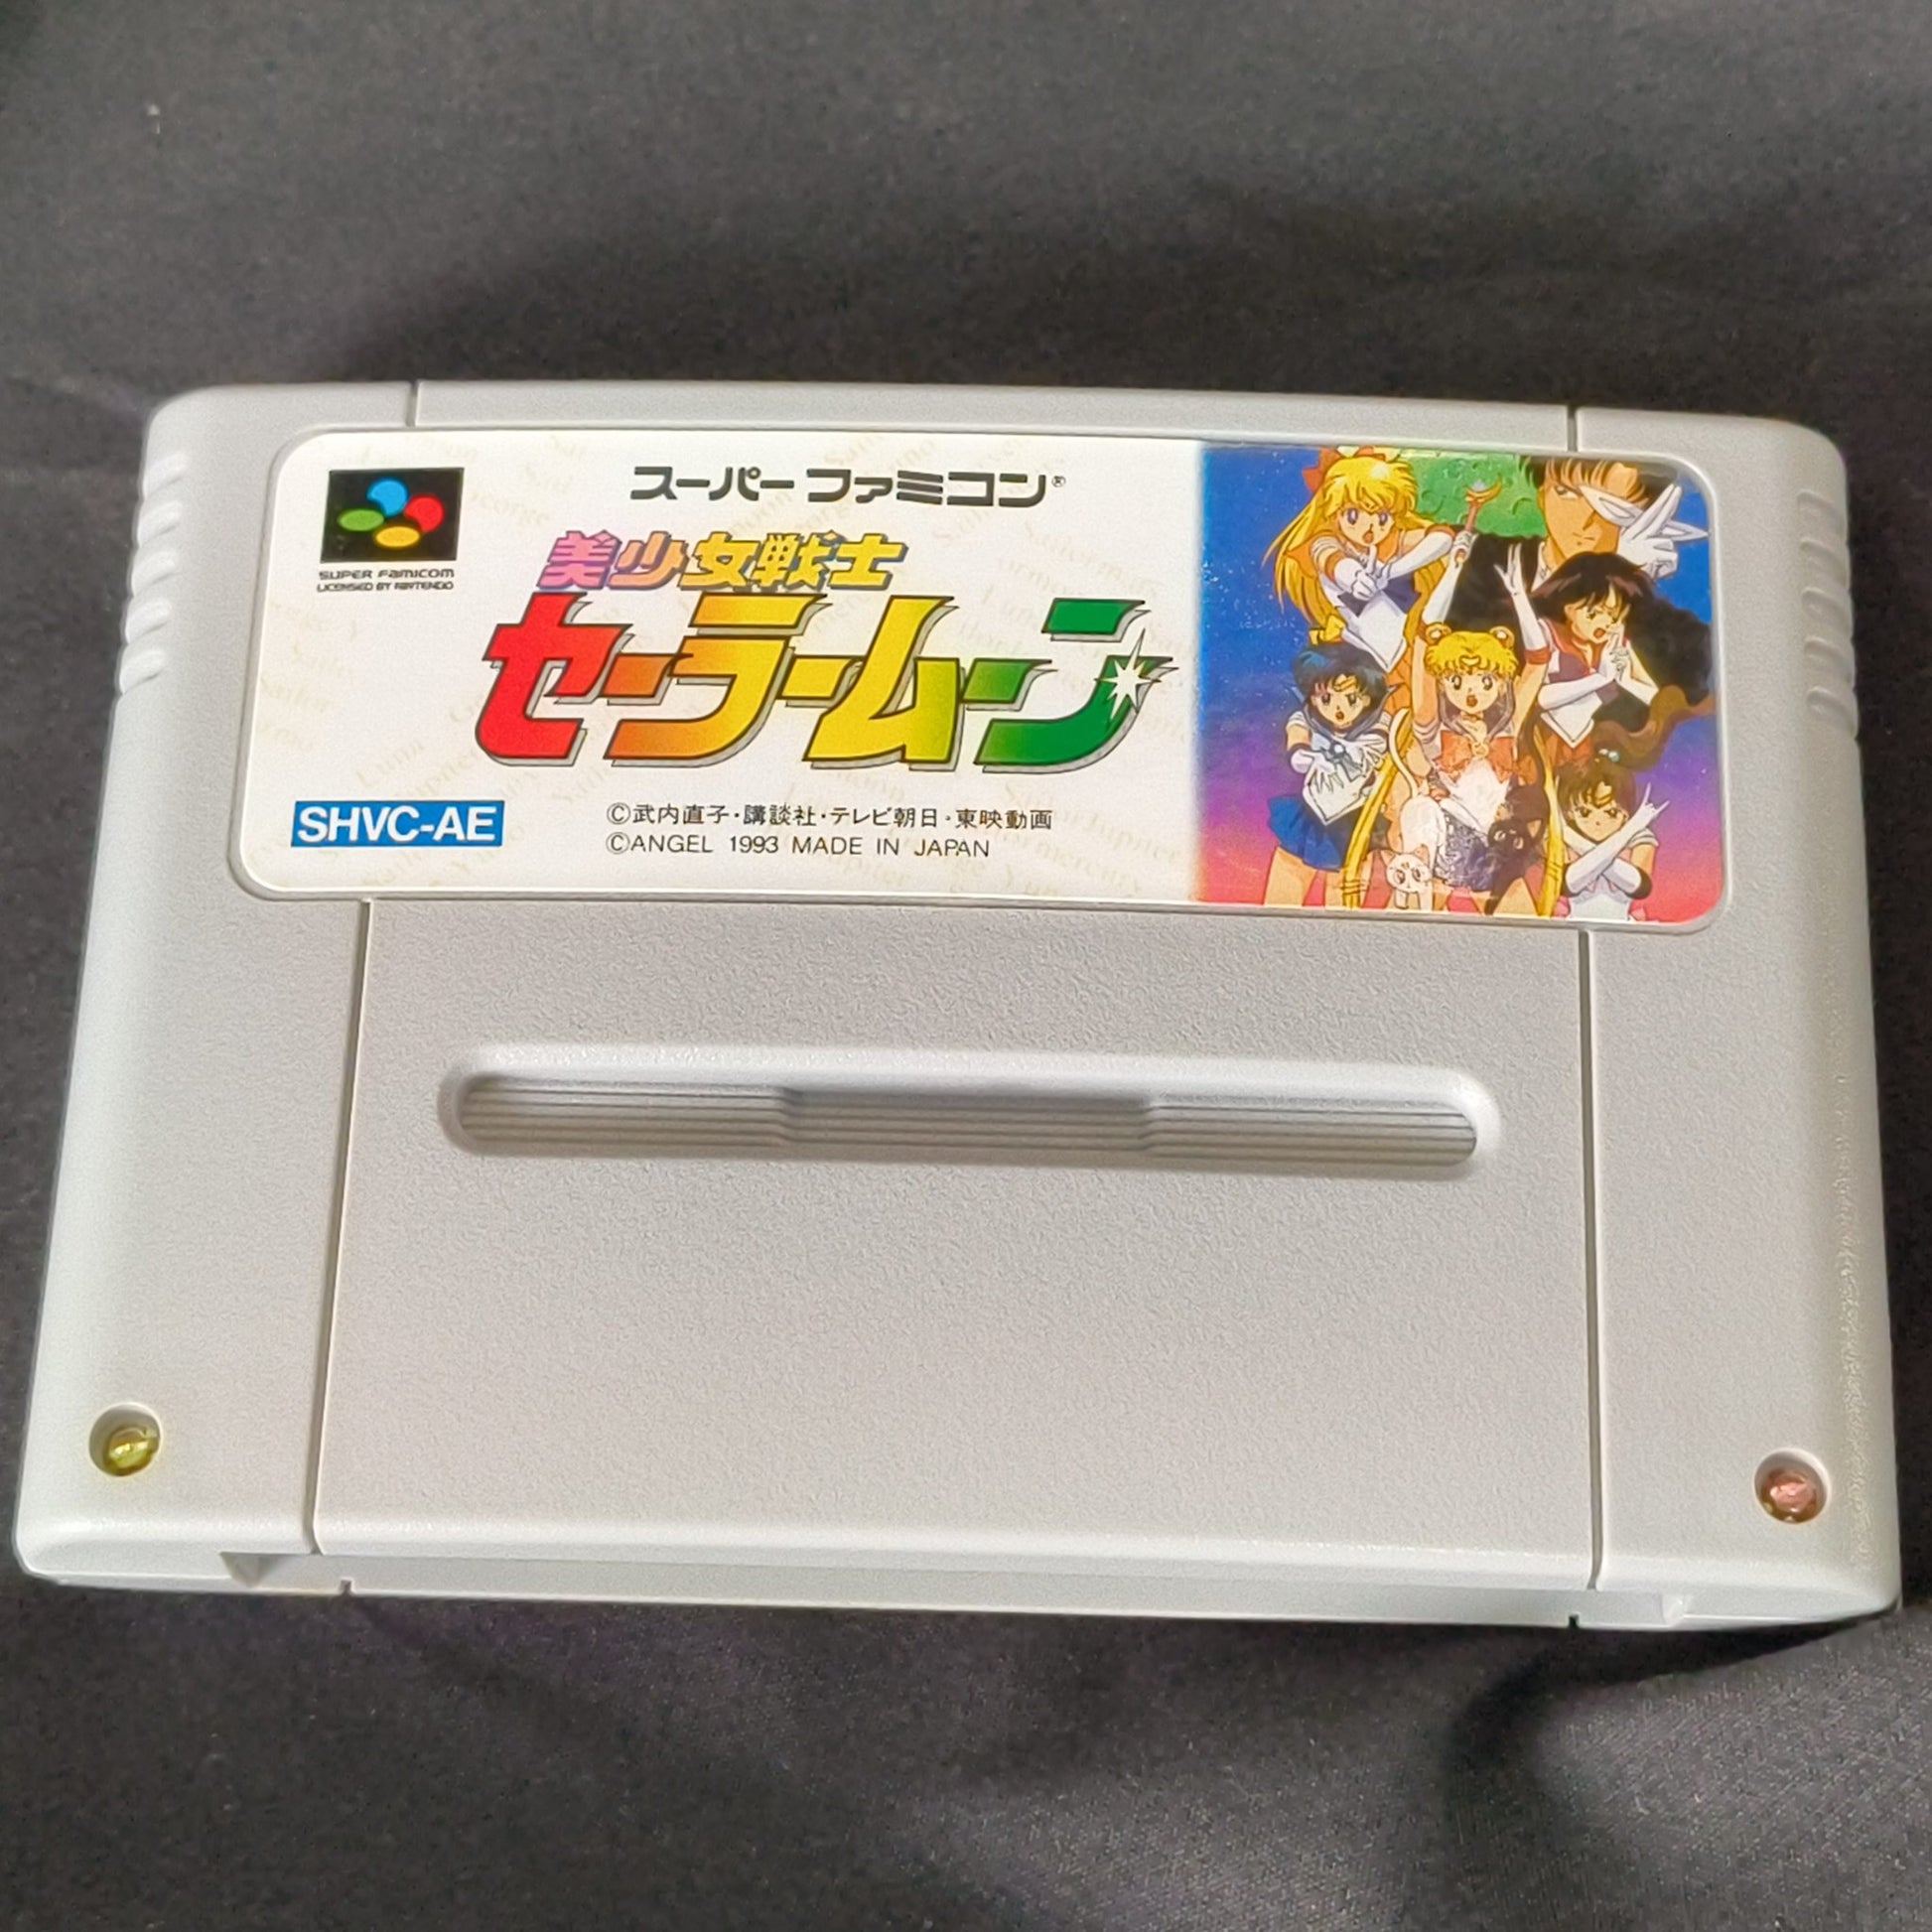 スーパーファミコン®
SUPER FAMICOM
LICENSED BY NINTENDO
美少女戦士
セーラームーン
SHVC-AE
©武内直子・講談社・テレビ朝日・東映動画
©ANGEL 1993 MADE IN JAPAN